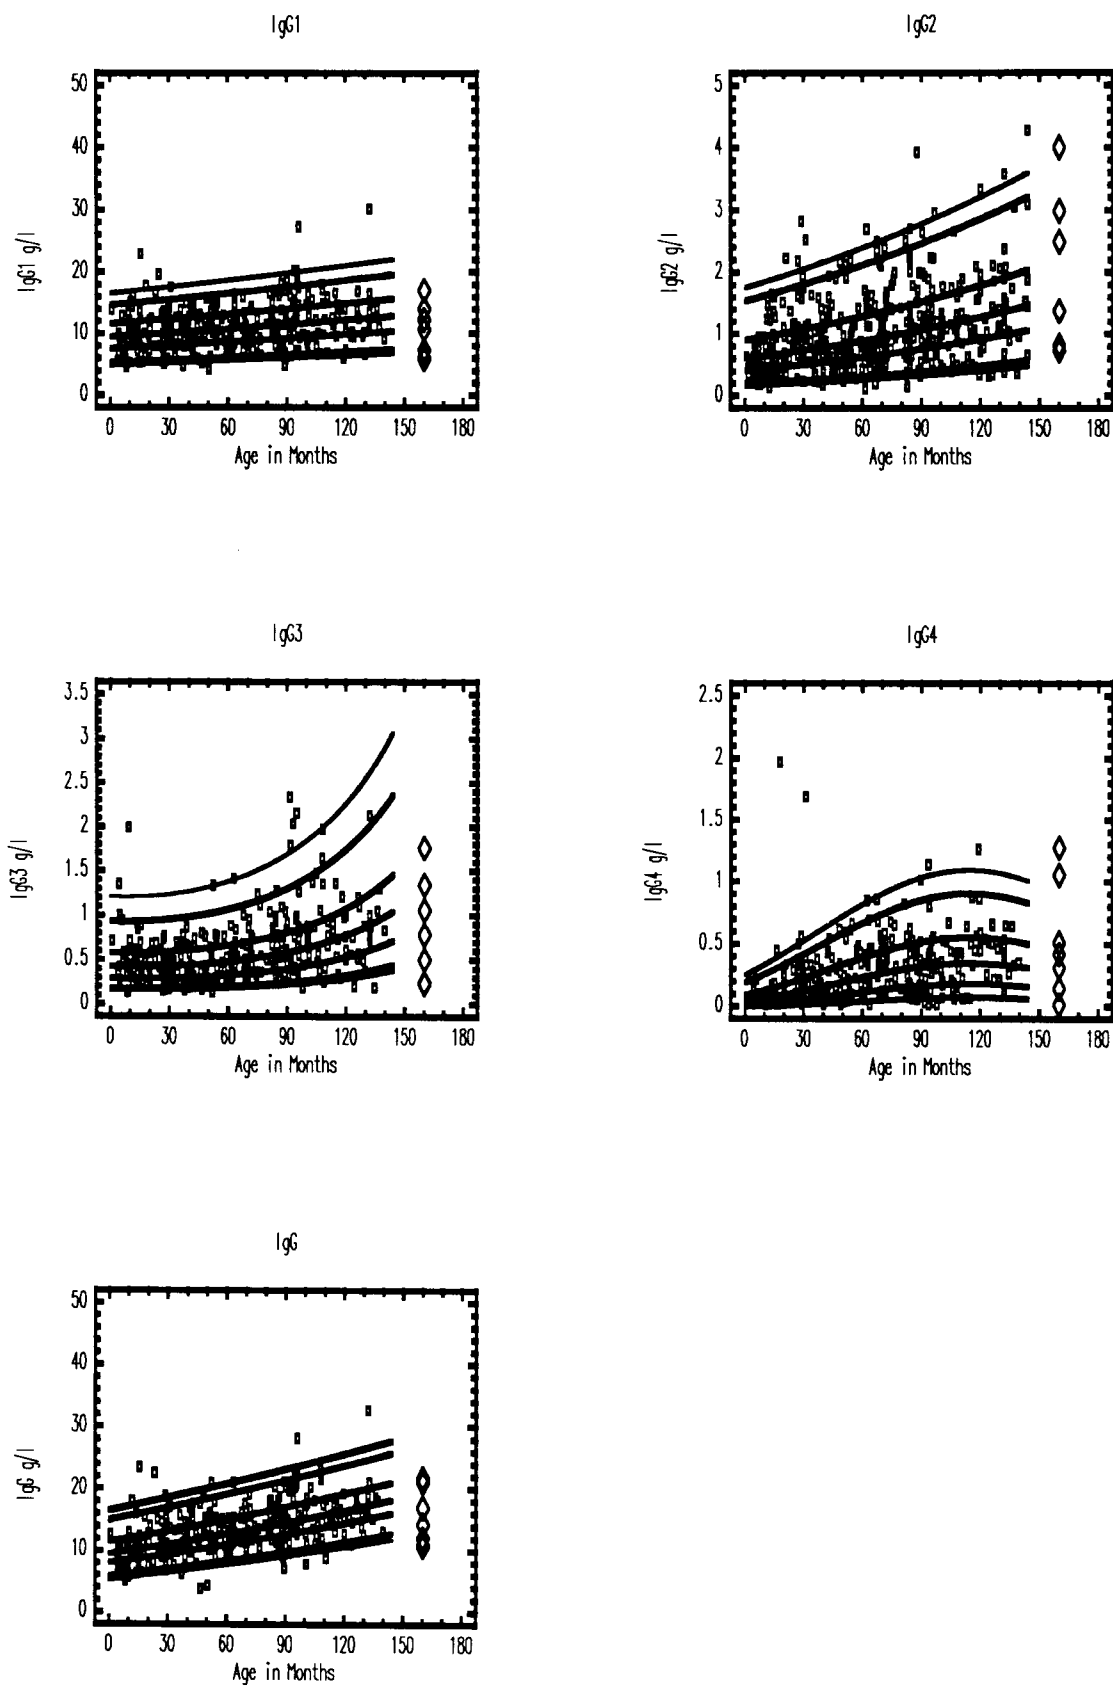 IgG1
50
40
30
20
10
0
IgG1 g/l
0 30 60 90 120 150 180
Age in Months
IgG2
5
4
3
2
1
0
IgG2 g/l
0 30 60 90 120 150 180
Age in Months
IgG3
3.5
3
2.5
2
1.5
1
0.5
0
IgG3 g/l
0 30 60 90 120 150 180
Age in Months
IgG4
2.5
2
1.5
1
0.5
0
IgG4 g/l
0 30 60 90 120 150 180
Age in Months
IgG
50
40
30
20
10
0
IgG g/l
0 30 60 90 120 150 180
Age in Months